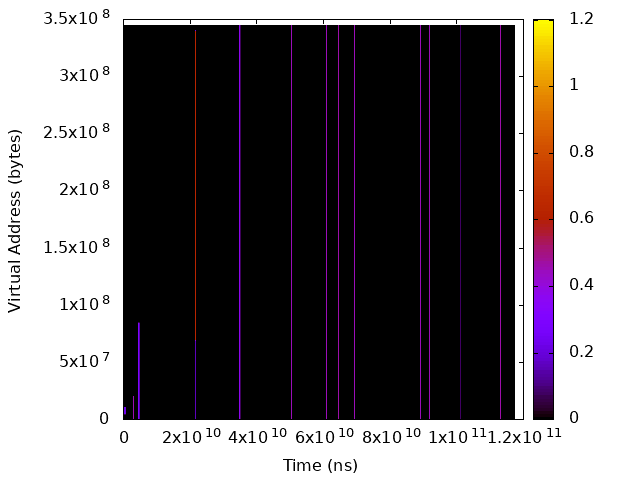 3.5x10^8
3x10^8
2.5x10^8
2x10^8
1.5x10^8
1x10^8
5x10^7
0
Virtual Address (bytes)
0 2x10^10 4x10^10 6x10^10 8x10^10 1x10^11 1.2x10^11
Time (ns)
1.2
1
0.8
0.6
0.4
0.2
0